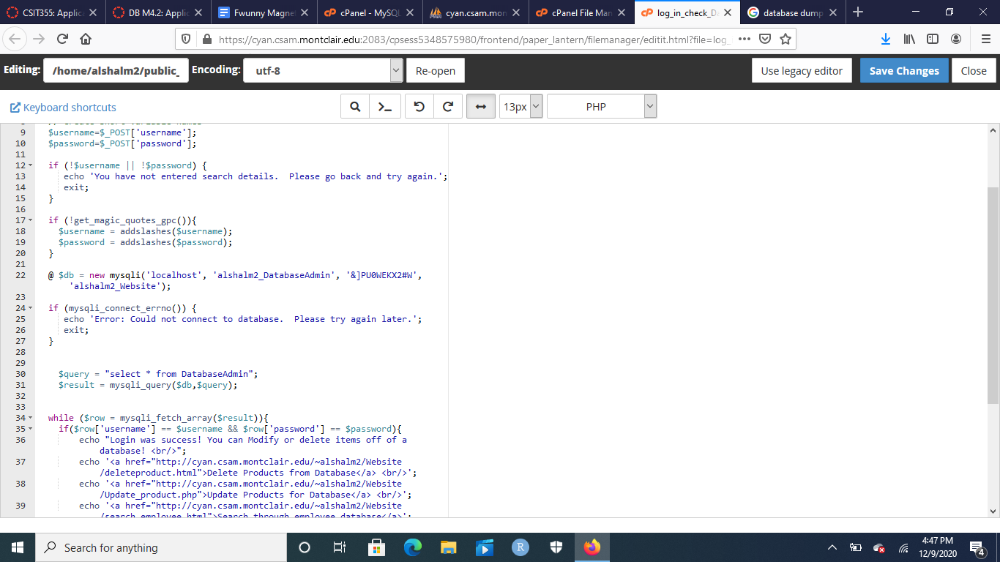 CSIT355: Applica
DB M4.2: Applic
Fwunny Magnet
cPanel - MySQL
cyan.csam.mon
cPanel File Man
log_in_check_Da
database dump
https://cyan.csam.montclair.edu:2083/cpsess5348575980/frontend/paper_lantern/filemanager/editit.html?file=log_
Editing: /home/alshalm2/public_ Encoding: utf-8 Re-open Use legacy editor Save Changes Close
Keyboard shortcuts 13px PHP
9 $username=$_POST['username'];
10 $password=$_POST['password'];
11
12 if (!$username || !$password) {
13 echo 'You have not entered search details.  Please go back and try again.';
14 exit;
15 }
16
17 if (!get_magic_quotes_gpc()){
18 $username = addslashes($username);
19 $password = addslashes($password);
20 }
21
22 @ $db = new mysqli('localhost', 'alshalm2_DatabaseAdmin', '&]PU0WEKX2#W',
'alshalm2_Website');
23
24 if (mysqli_connect_errno()) {
25 echo 'Error: Could not connect to database.  Please try again later.';
26 exit;
27 }
28
29
30 $query = "select * from DatabaseAdmin";
31 $result = mysqli_query($db,$query);
32
33
34 while ($row = mysqli_fetch_array($result)){
35 if($row['username'] == $username && $row['password'] == $password){
36 echo "Login was success! You can Modify or delete items off of a
database! <br/>";
37 echo '<a href="http://cyan.csam.montclair.edu/~alshalm2/Website
/deleteproduct.html">Delete Products from Database</a> <br/>';
38 echo '<a href="http://cyan.csam.montclair.edu/~alshalm2/Website
/Update_product.php">Update Products for Database</a> <br/>';
39 echo '<a href="http://cyan.csam.montclair.edu/~alshalm2/Website
/search_employee.html">Search through employee database</a>';
Search for anything
R
4:47 PM
12/9/2020
4